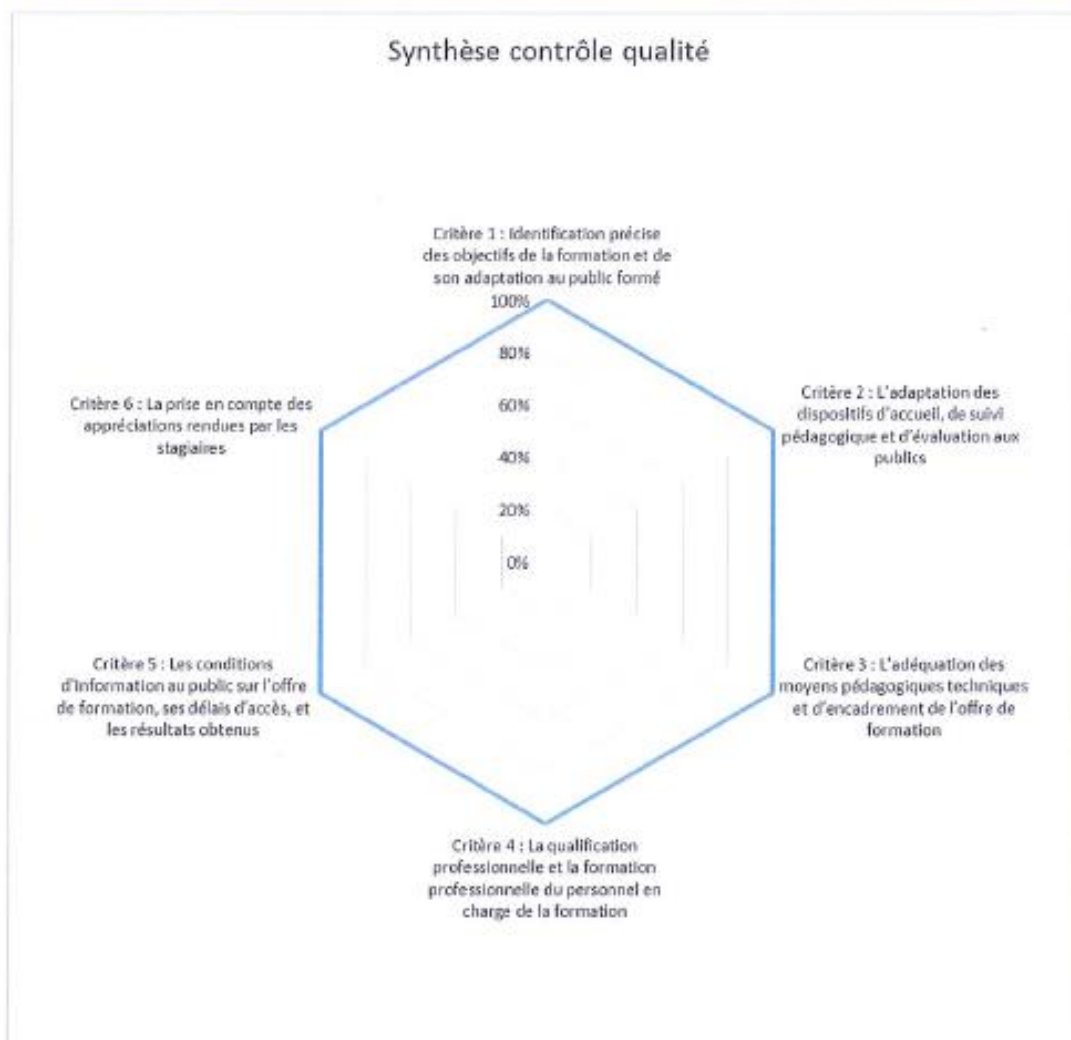 Synthèse contrôle qualité
Critère 1 : Identification précise
des objectifs de la formation et de
son adaptation au public formé
100%
80%
60%
40%
20%
0%
Critère 2 : L'adaptation des
dispositifs d'accueil, de suivi
pédagogique et d'évaluation aux
publics
Critère 3 : L'adéquation des
moyens pédagogiques techniques
et d'encadrement de l'offre de
formation
Critère 4 : La qualification
professionnelle et la formation
professionnelle du personnel en
charge de la formation
Critère 5 : Les conditions
d'information au public sur l'offre
de formation, ses délais d'accès, et
les résultats obtenus
Critère 6 : La prise en compte des
appréciations rendues par les
stagiaires